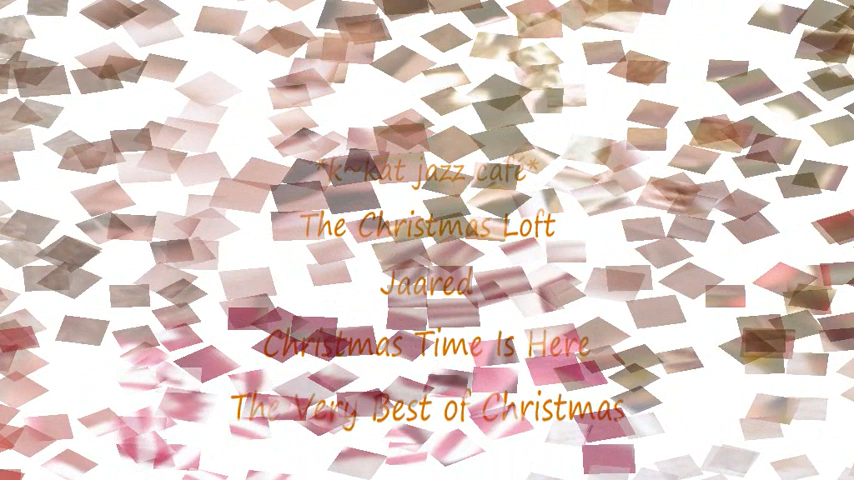 *k~kat jazz café*
The Christmas Loft
Jaared
Christmas Time Is Here
The Very Best of Christmas